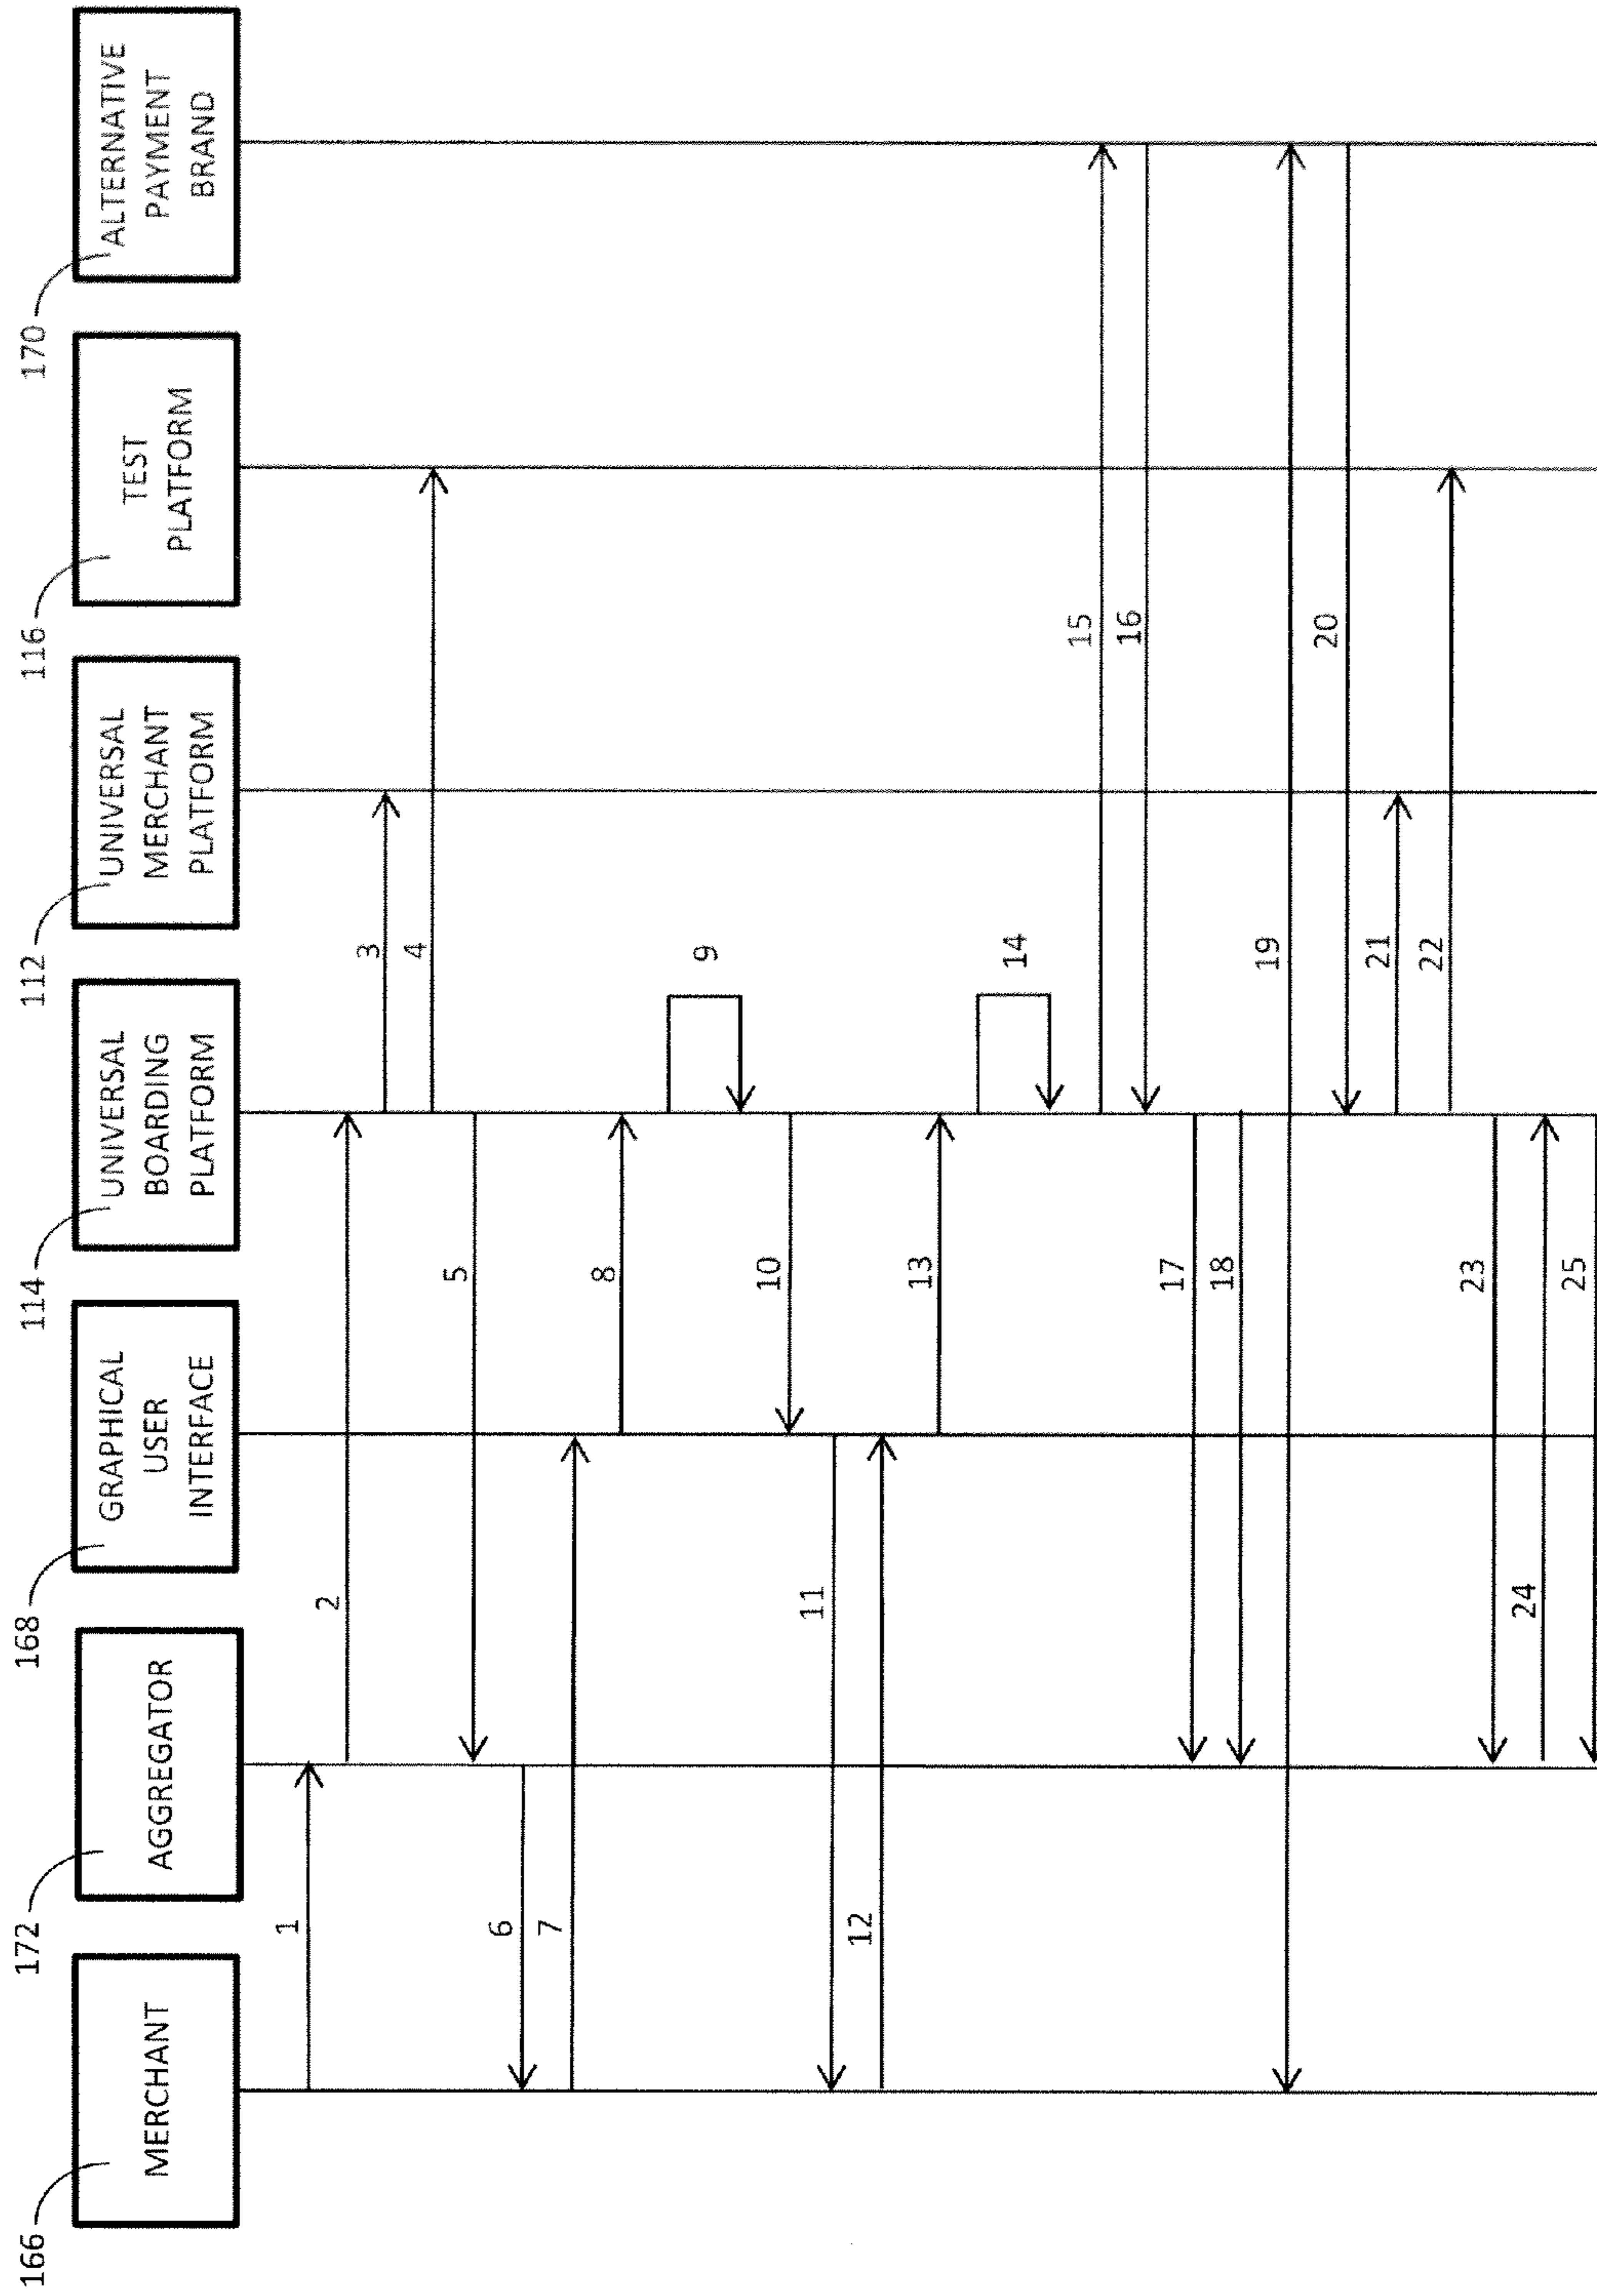 166
MERCHANT
172
AGGREGATOR
168
GRAPHICAL
USER
INTERFACE
114
UNIVERSAL
BOARDING
PLATFORM
112
UNIVERSAL
MERCHANT
PLATFORM
116
TEST
PLATFORM
170
ALTERNATIVE
PAYMENT
BRAND
1
2
3
4
5
6
7
8
9
10
11
12
13
14
15
16
17
18
19
20
21
22
23
24
25